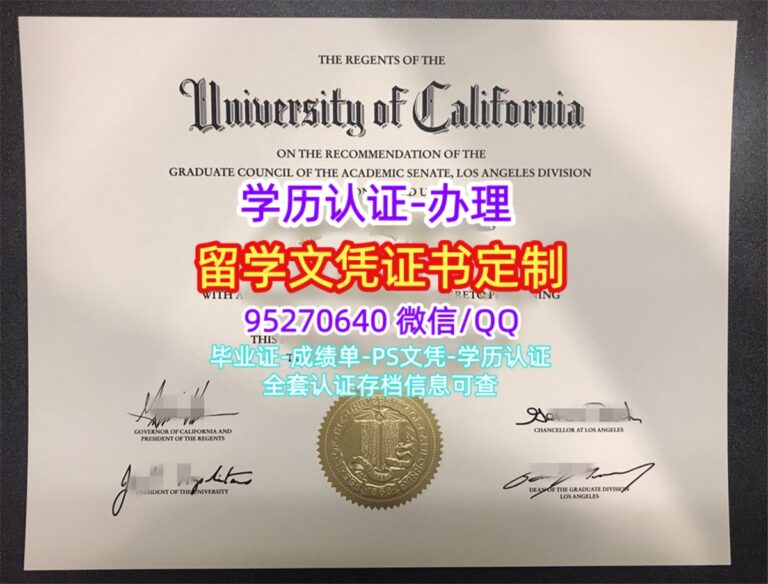 THE REGENTS OF THE
University of California
ON THE RECOMMENDATION OF THE
GRADUATE COUNCIL OF THE ACADEMIC SENATE, LOS ANGELES DIVISION
学历认证-办理
留学文凭证书定制
WITH A
95270640 微信/QQ
THIS
毕业证-成绩单-PS文凭-学历认证
全套认证存档信息可查
GOVERNOR OF CALIFORNIA AND
PRESIDENT OF THE REGENTS
CHANCELLOR AT LOS ANGELES
PRESIDENT OF THE UNIVERSITY
DEAN OF THE GRADUATE DIVISION
LOS ANGELES